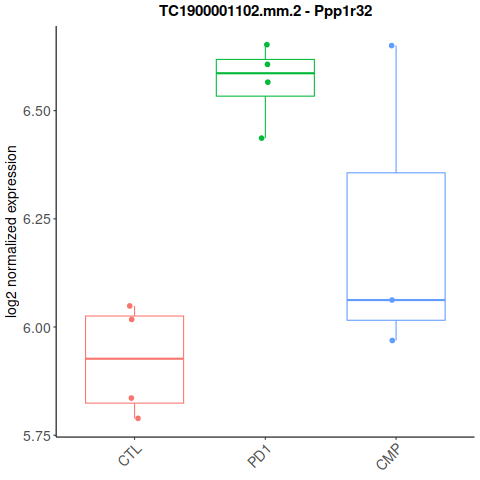 TC1900001102.mm.2 - Ppp1r32
log2 normalized expression
6.50
6.25
6.00
5.75
CTL
PD1
CMP